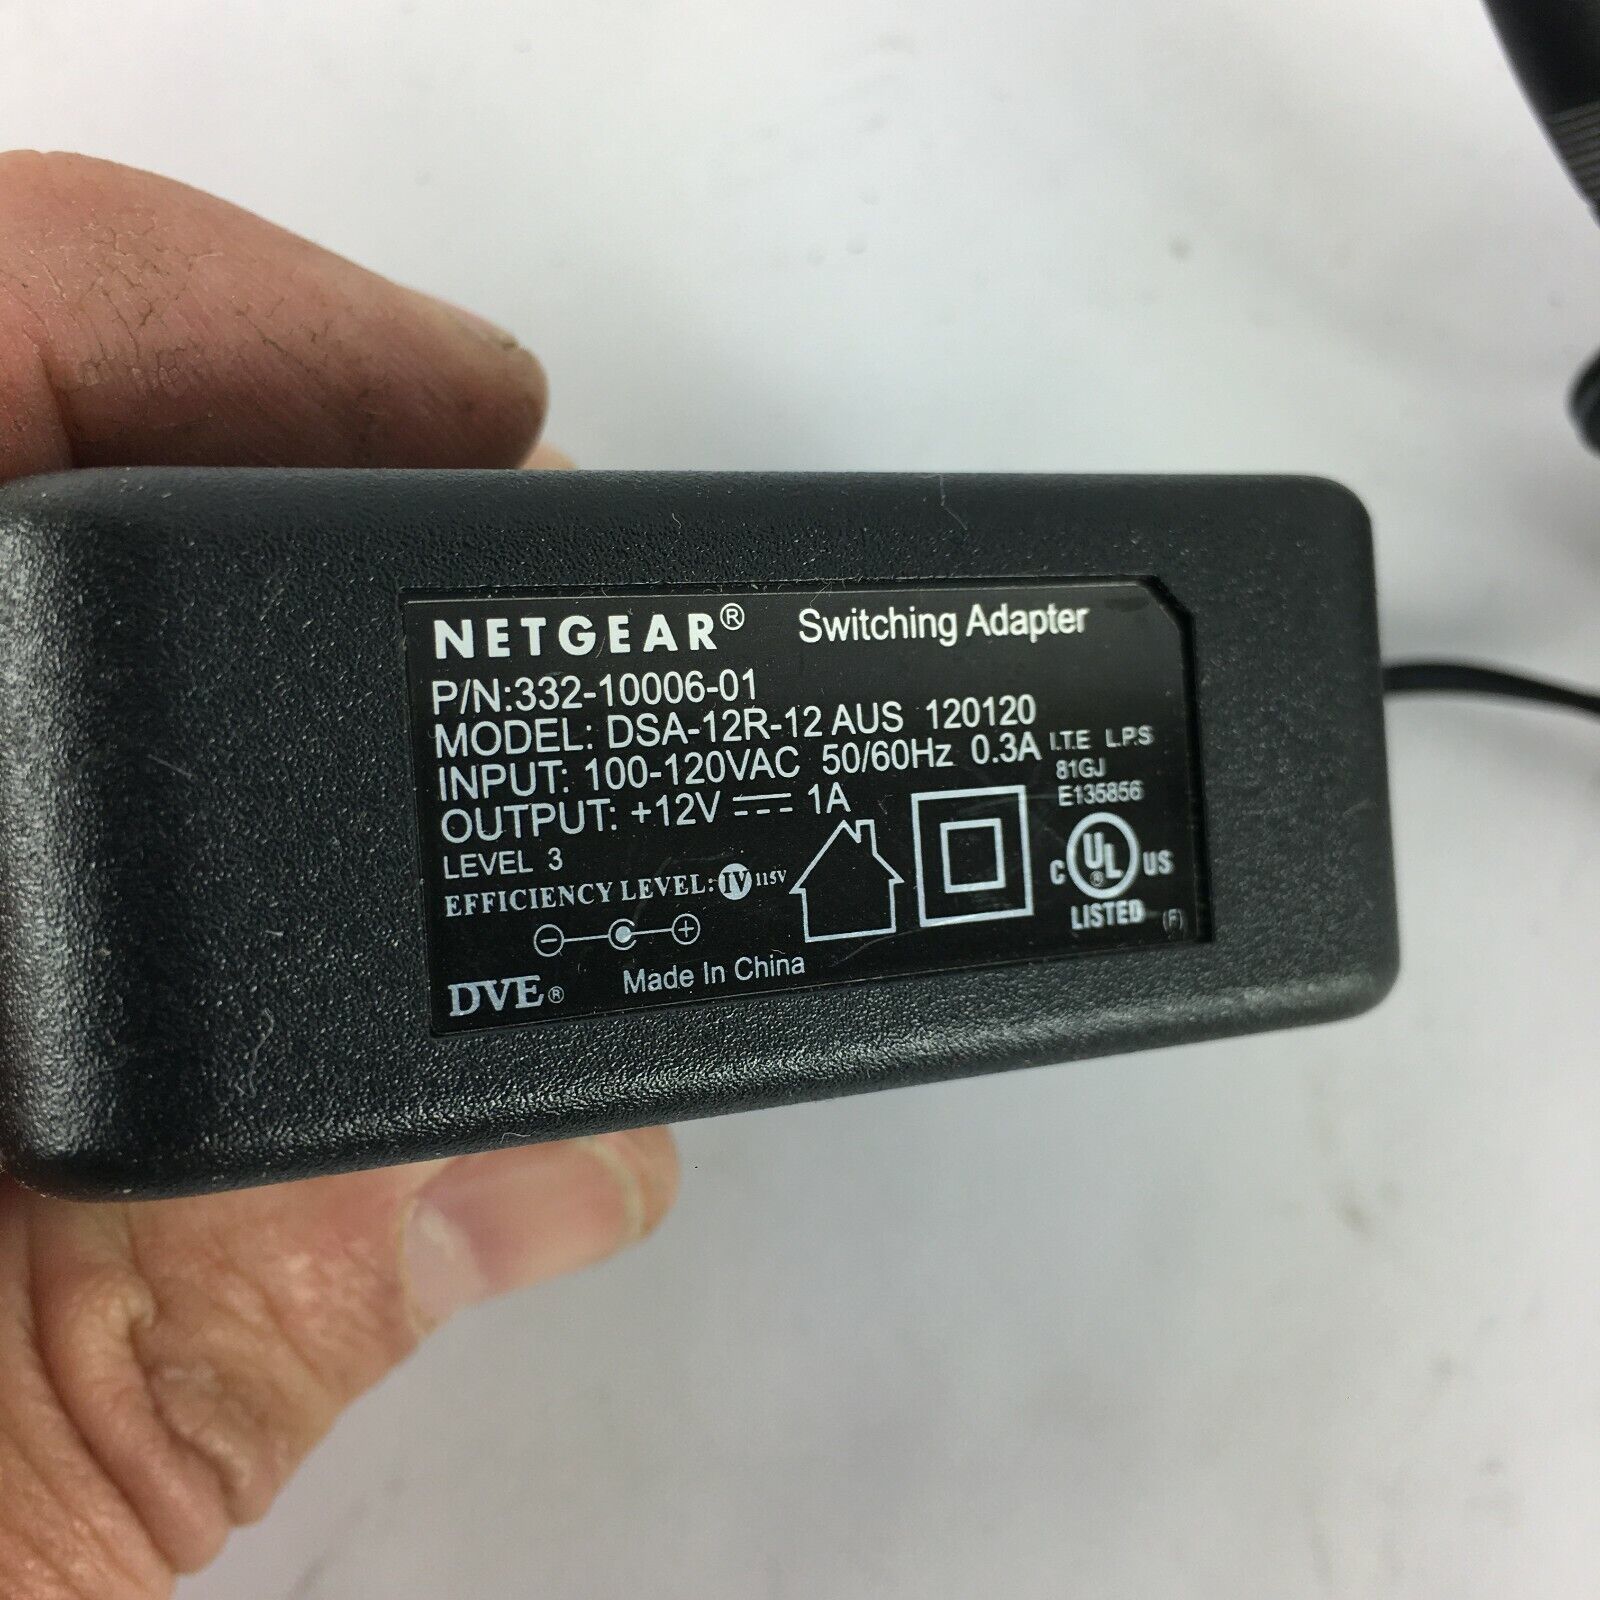 NETGEAR® Switching Adapter
P/N:332-10006-01
MODEL: DSA-12R-12 AUS 120120
INPUT: 100-120VAC 50/60Hz 0.3A
OUTPUT: +12V ⎓ 1A
LEVEL 3
EFFICIENCY LEVEL: IV 115V
I.T.E L.P.S
81GJ
E135856
C UL® US
LISTED (F)
- +
DVE® Made In China